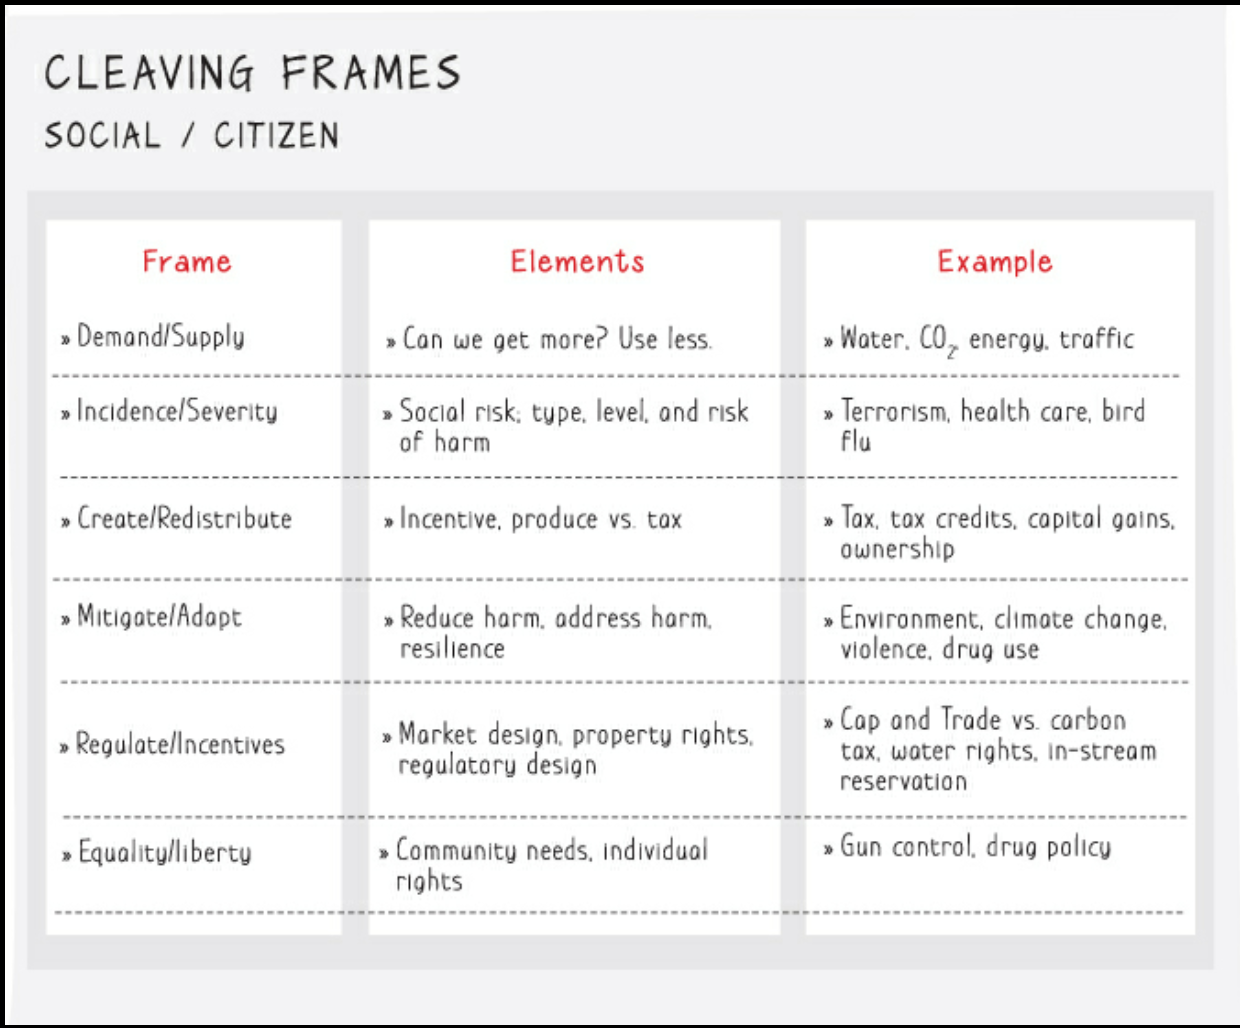 CLEAVING FRAMES
SOCIAL / CITIZEN
Frame
Elements
Example
» Demand/Supply
» Can we get more? Use less.
» Water, CO₂, energy, traffic
» Incidence/Severity
» Social risk; type, level, and risk
of harm
» Terrorism, health care, bird
flu
» Create/Redistribute
» Incentive, produce vs. tax
» Tax, tax credits, capital gains,
ownership
» Mitigate/Adapt
» Reduce harm, address harm,
resilience
» Environment, climate change,
violence, drug use
» Regulate/Incentives
» Market design, property rights,
regulatory design
» Cap and Trade vs. carbon
tax, water rights, in-stream
reservation
» Equality/liberty
» Community needs, individual
rights
» Gun control, drug policy